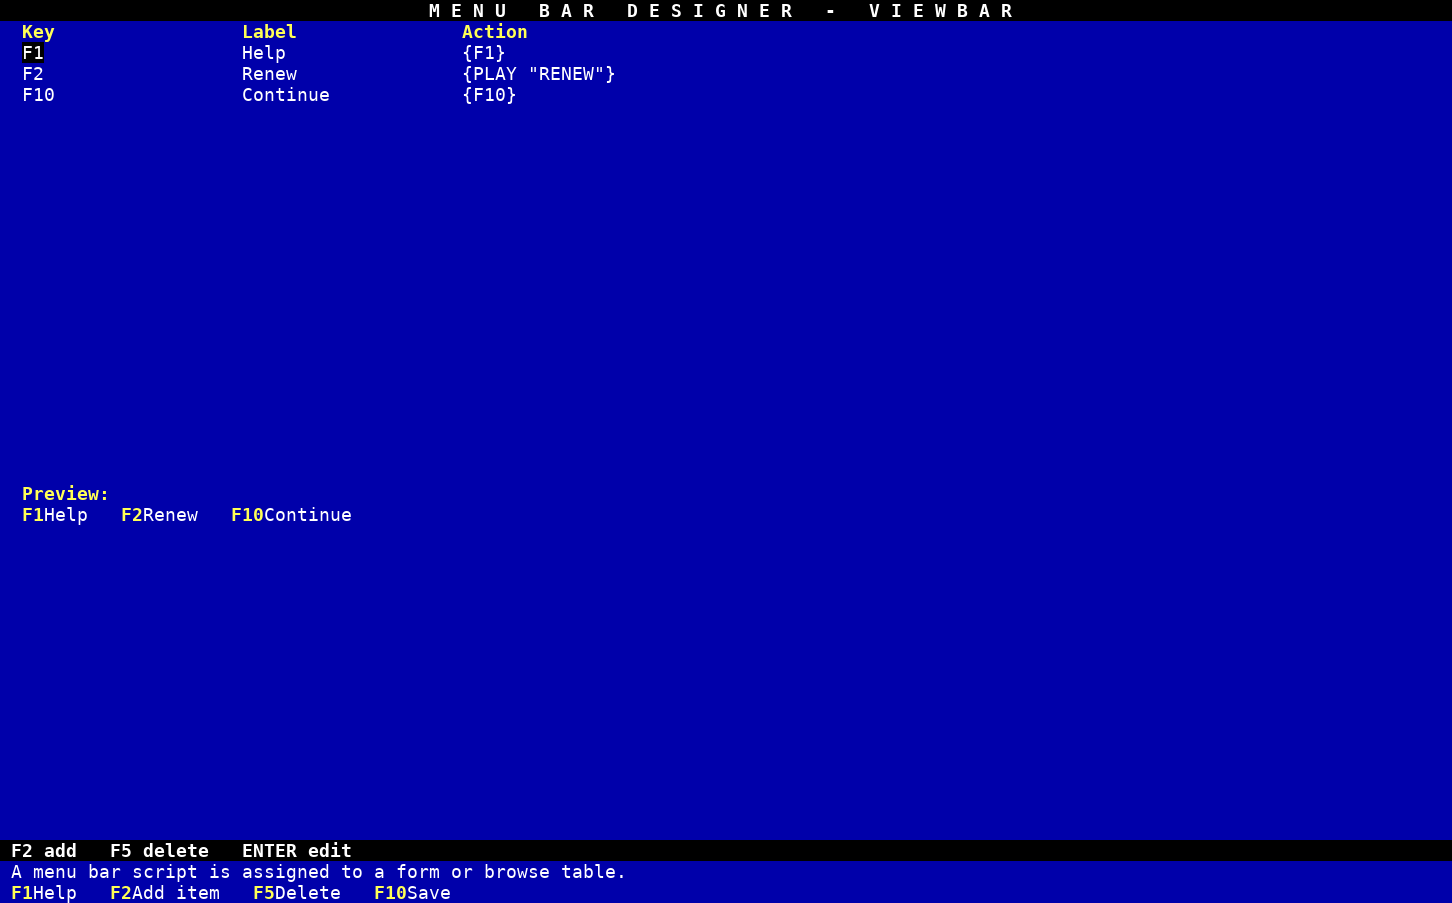 M E N U   B A R   D E S I G N E R   -   V I E W B A R
Key Label Action
F1 Help {F1}
F2 Renew {PLAY "RENEW"}
F10 Continue {F10}
Preview:
F1Help F2Renew F10Continue
F2 add F5 delete ENTER edit
A menu bar script is assigned to a form or browse table.
F1Help F2Add item F5Delete F10Save